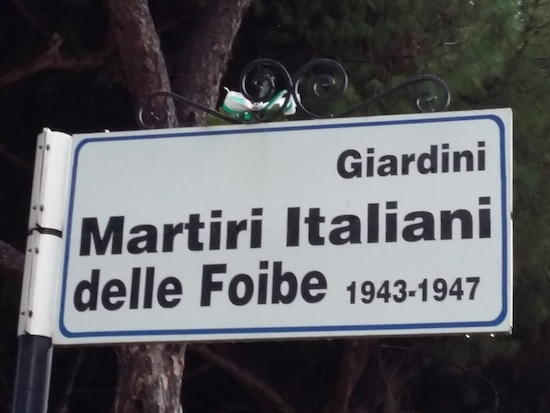 Giardini
Martiri Italiani
delle Foibe 1943-1947